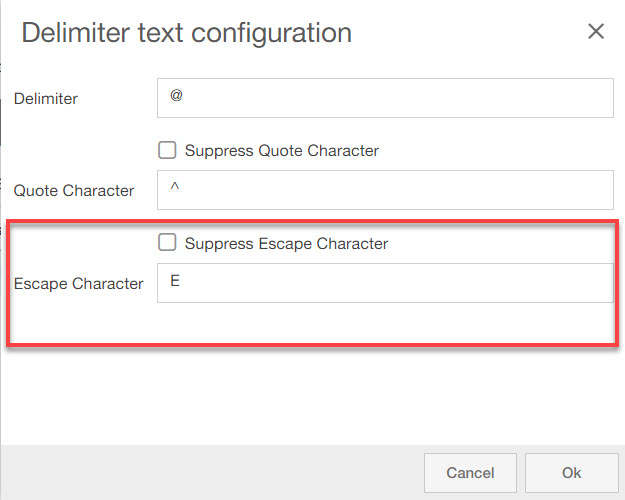 Delimiter text configuration
Delimiter @
Suppress Quote Character
Quote Character ^
Suppress Escape Character
Escape Character E
Cancel Ok